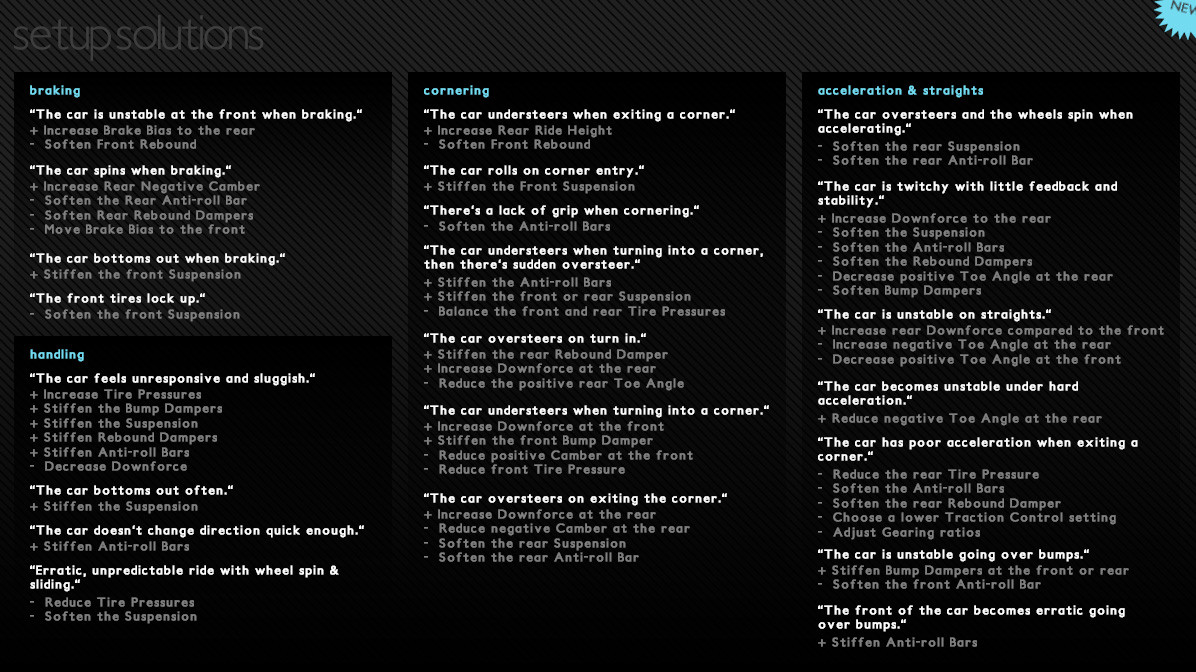 setup solutions
NEW
braking
"The car is unstable at the front when braking."
+ Increase Brake Bias to the rear
- Soften Front Rebound
"The car spins when braking."
+ Increase Rear Negative Camber
- Soften the Rear Anti-roll Bar
- Soften Rear Rebound Dampers
- Move Brake Bias to the front
"The car bottoms out when braking."
+ Stiffen the front Suspension
"The front tires lock up."
- Soften the front Suspension
handling
"The car feels unresponsive and sluggish."
+ Increase Tire Pressures
+ Stiffen the Bump Dampers
+ Stiffen the Suspension
+ Stiffen Rebound Dampers
+ Stiffen Anti-roll Bars
- Decrease Downforce
"The car bottoms out often."
+ Stiffen the Suspension
"The car doesn't change direction quick enough."
+ Stiffen Anti-roll Bars
"Erratic, unpredictable ride with wheel spin &
sliding."
- Reduce Tire Pressures
- Soften the Suspension
cornering
"The car understeers when exiting a corner."
+ Increase Rear Ride Height
- Soften Front Rebound
"The car rolls on corner entry."
+ Stiffen the Front Suspension
"There's a lack of grip when cornering."
- Soften the Anti-roll Bars
"The car understeers when turning into a corner,
then there's sudden oversteer."
+ Stiffen the Anti-roll Bars
+ Stiffen the front or rear Suspension
- Balance the front and rear Tire Pressures
"The car oversteers on turn in."
+ Stiffen the rear Rebound Damper
+ Increase Downforce at the rear
- Reduce the positive rear Toe Angle
"The car understeers when turning into a corner."
+ Increase Downforce at the front
+ Stiffen the front Bump Damper
- Reduce positive Camber at the front
- Reduce front Tire Pressure
"The car oversteers on exiting the corner."
+ Increase Downforce at the rear
- Reduce negative Camber at the rear
- Soften the rear Suspension
- Soften the rear Anti-roll Bar
acceleration & straights
"The car oversteers and the wheels spin when
accelerating."
- Soften the rear Suspension
- Soften the rear Anti-roll Bar
"The car is twitchy with little feedback and
stability."
+ Increase Downforce to the rear
- Soften the Suspension
- Soften the Anti-roll Bars
- Soften the Rebound Dampers
- Decrease positive Toe Angle at the rear
- Soften Bump Dampers
"The car is unstable on straights."
+ Increase rear Downforce compared to the front
- Increase negative Toe Angle at the rear
- Decrease positive Toe Angle at the front
"The car becomes unstable under hard
acceleration."
+ Reduce negative Toe Angle at the rear
"The car has poor acceleration when exiting a
corner."
- Reduce the rear Tire Pressure
- Soften the Anti-roll Bars
- Soften the rear Rebound Damper
- Choose a lower Traction Control setting
- Adjust Gearing ratios
"The car is unstable going over bumps."
+ Stiffen Bump Dampers at the front or rear
- Soften the front Anti-roll Bar
"The front of the car becomes erratic going
over bumps."
+ Stiffen Anti-roll Bars